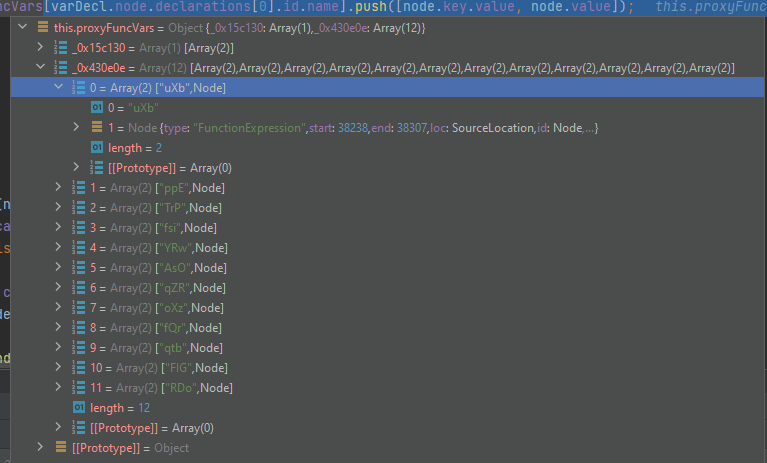 ncVars[varDecl.node.declarations[0].id.name].push([node.key.value, node.value]); this.proxyFunc
this.proxyFuncVars = Object {_0x15c130: Array(1),_0x430e0e: Array(12)}
_0x15c130 = Array(1) [Array(2)]
_0x430e0e = Array(12) [Array(2),Array(2),Array(2),Array(2),Array(2),Array(2),Array(2),Array(2),Array(2),Array(2),Array(2),Array(2)]
0 = Array(2) ["uXb",Node]
0 = "uXb"
1 = Node {type: "FunctionExpression",start: 38238,end: 38307,loc: SourceLocation,id: Node,...}
length = 2
[[Prototype]] = Array(0)
1 = Array(2) ["ppE",Node]
2 = Array(2) ["TrP",Node]
3 = Array(2) ["fsi",Node]
4 = Array(2) ["YRw",Node]
5 = Array(2) ["AsO",Node]
6 = Array(2) ["qZR",Node]
7 = Array(2) ["oXz",Node]
8 = Array(2) ["fQr",Node]
9 = Array(2) ["qtb",Node]
10 = Array(2) ["FIG",Node]
11 = Array(2) ["RDo",Node]
length = 12
[[Prototype]] = Array(0)
[[Prototype]] = Object